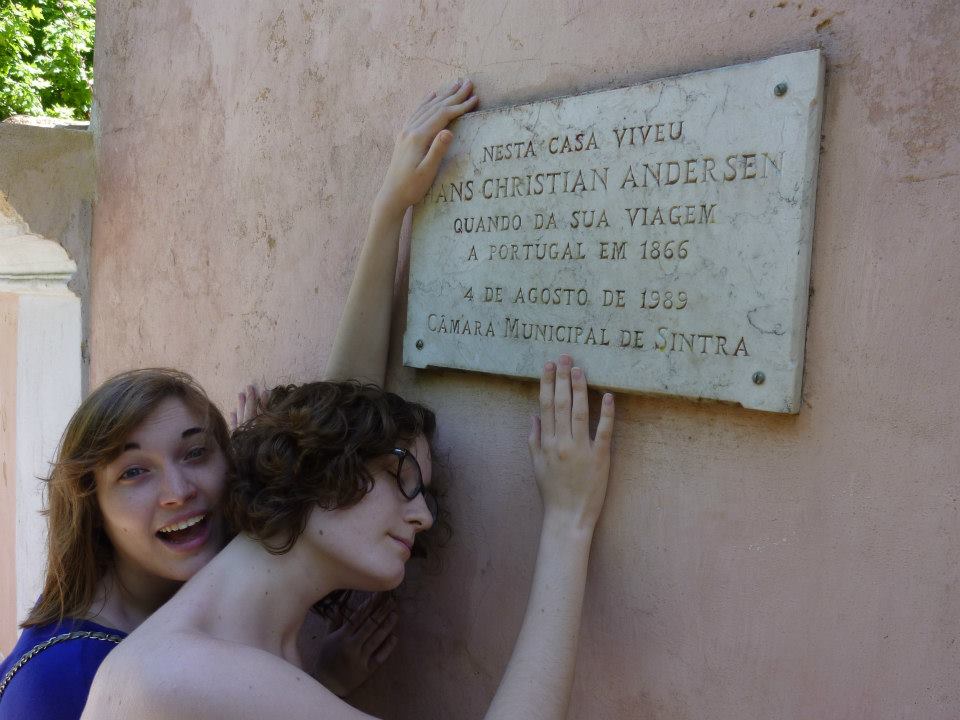 NESTA CASA VIVEU
HANS CHRISTIAN ANDERSEN
QUANDO DA SUA VIAGEM
A PORTUGAL EM 1866
4 DE AGOSTO DE 1989
CÂMARA MUNICIPAL DE SINTRA